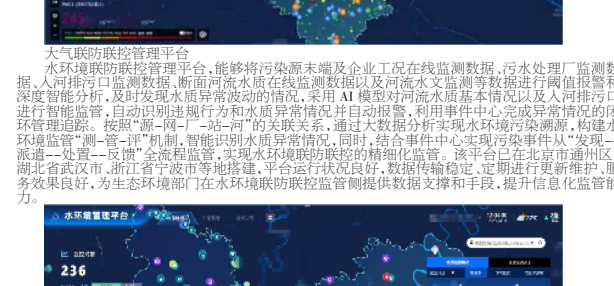 大气联防联控管理平台
水环境联防联控管理平台,能够将污染源末端及企业工况在线监测数据、污水处理厂监测数
据、入河排污口监测数据、断面河流水质在线监测数据以及河流水文监测等数据进行阈值报警和
深度智能分析,及时发现水质异常波动的情况,采用 AI 模型对河流水质基本情况以及入河排污口
进行智能监管,自动识别违规行为和水质异常情况并自动报警,利用事件中心完成异常情况的闭
环管理追踪。按照“源-网-厂-站-河”的关联关系,通过大数据分析实现水环境污染溯源,构建水
环境监管“测-管-评”机制,智能识别水质异常情况,同时,结合事件中心实现污染事件从“发现--
派遣--处置--反馈”全流程监管,实现水环境联防联控的精细化监管。该平台已在北京市通州区、
湖北省武汉市、浙江省宁波市等地搭建,平台运行状况良好,数据传输稳定、定期进行更新维护、服
务效果良好,为生态环境部门在水环境联防联控监管侧提供数据支撑和手段,提升信息化监管能
力。
水环境管理平台
236